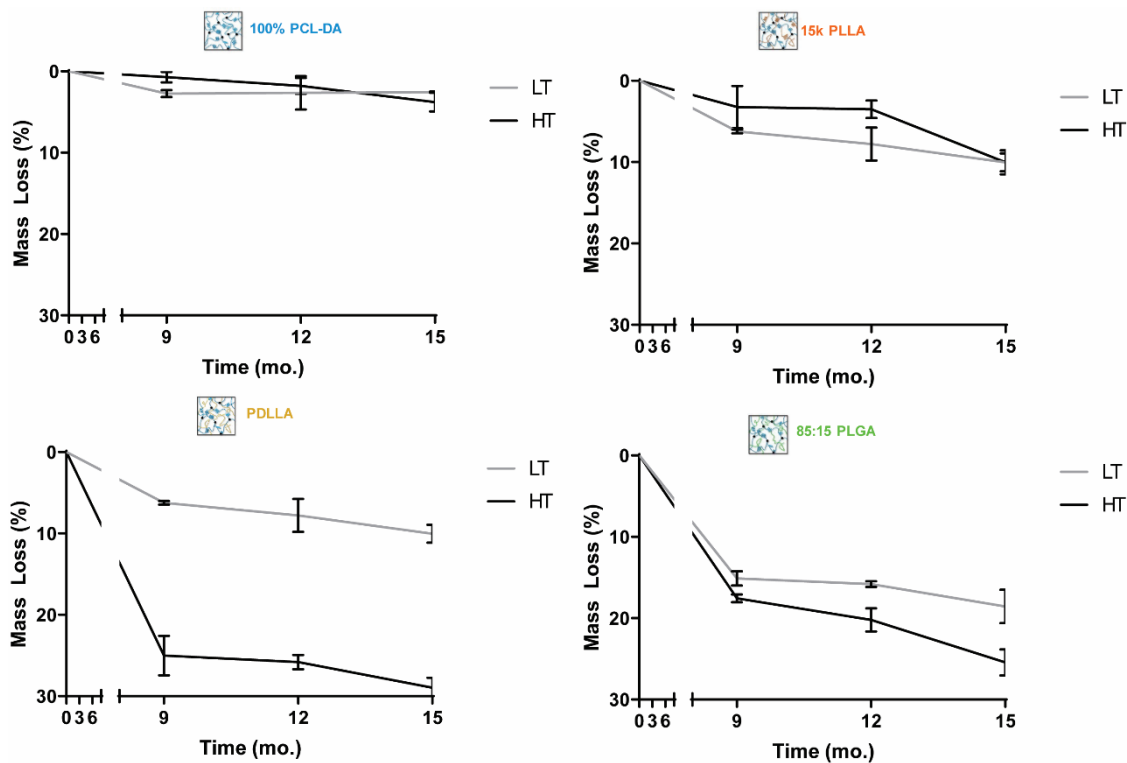 100% PCL-DA
0
10
20
30
Mass Loss (%)
0 3 6 9 12 15
Time (mo.)
LT
HT
15k PLLA
0
10
20
30
Mass Loss (%)
0 3 6 9 12 15
Time (mo.)
LT
HT
PDLLA
0
10
20
30
Mass Loss (%)
0 3 6 9 12 15
Time (mo.)
LT
HT
85:15 PLGA
0
10
20
30
Mass Loss (%)
0 3 6 9 12 15
Time (mo.)
LT
HT